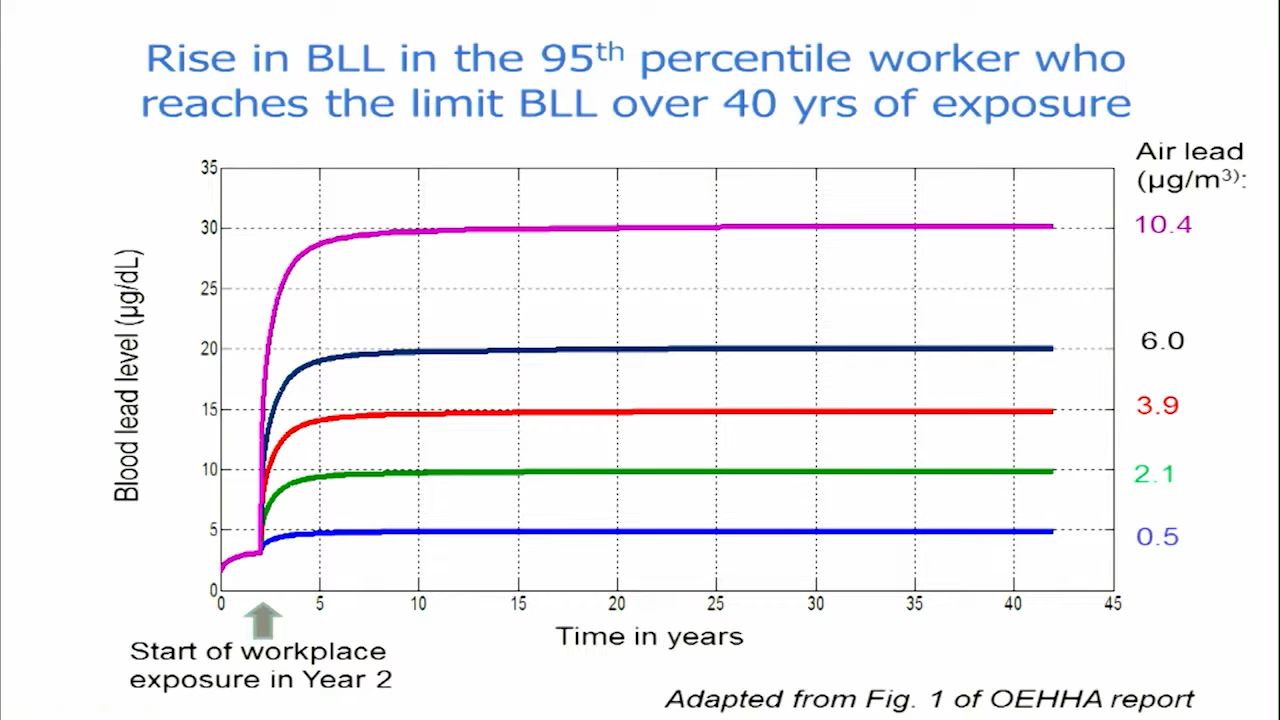 Rise in BLL in the 95th percentile worker who
reaches the limit BLL over 40 yrs of exposure
Air lead
(µg/m3):
35
30
25
20
15
10
5
0
Blood lead level (µg/dL)
10.4
6.0
3.9
2.1
0.5
0 5 10 15 20 25 30 35 40 45
Time in years
Start of workplace
exposure in Year 2
Adapted from Fig. 1 of OEHHA report